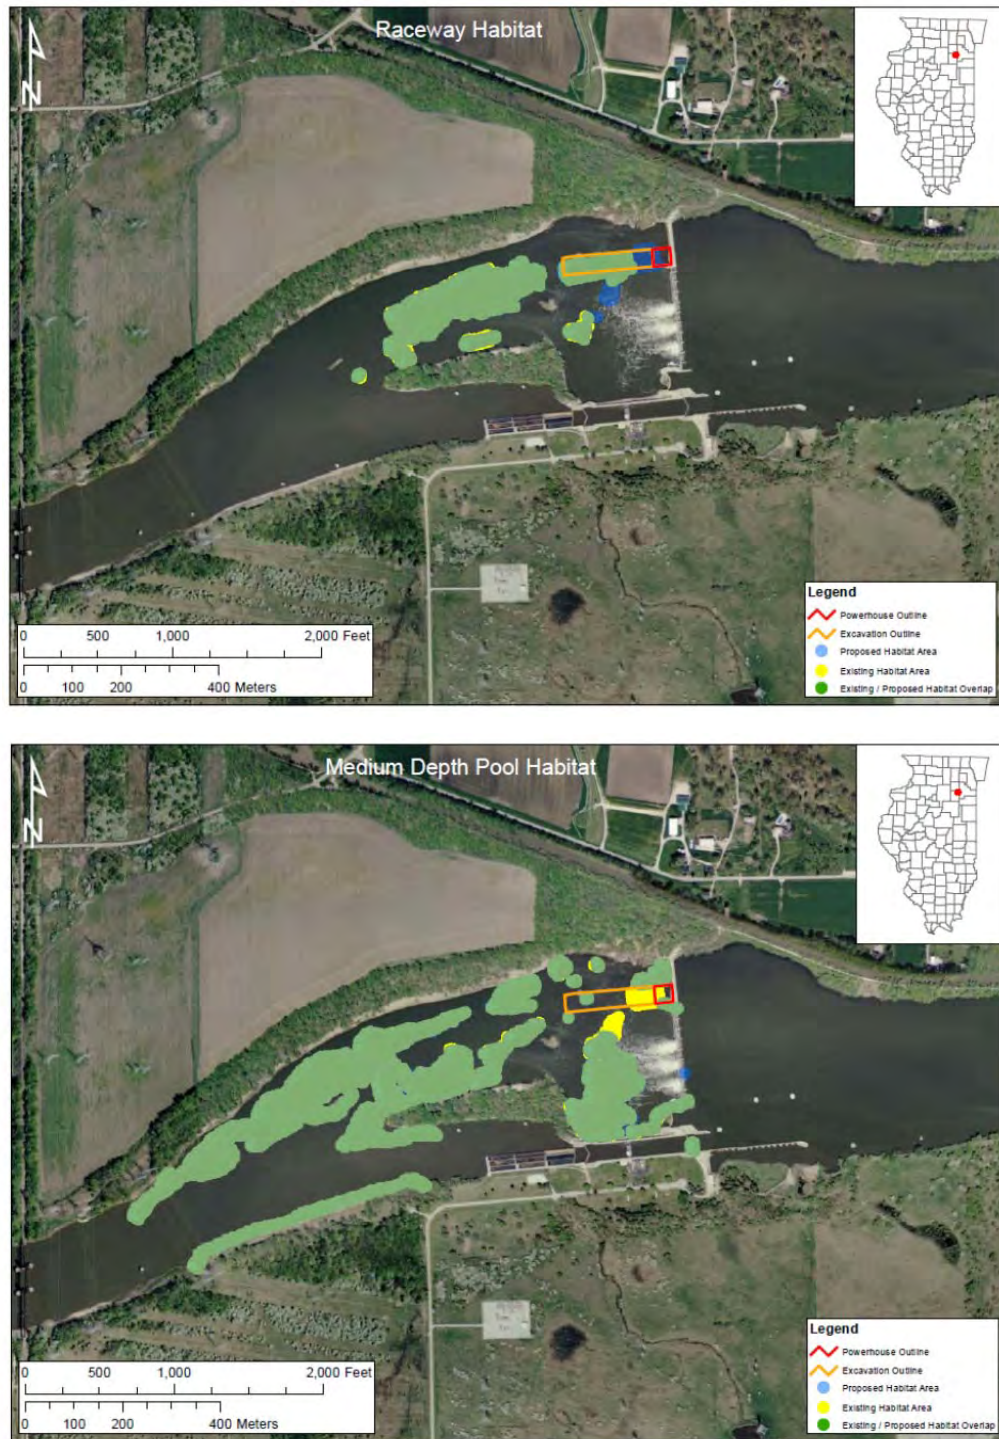 Raceway Habitat
N
Legend
Powerhouse Outline
Excavation Outline
Proposed Habitat Area
Existing Habitat Area
Existing / Proposed Habitat Overlap
0 500 1,000 2,000 Feet
0 100 200 400 Meters
Medium Depth Pool Habitat
N
Legend
Powerhouse Outline
Excavation Outline
Proposed Habitat Area
Existing Habitat Area
Existing / Proposed Habitat Overlap
0 500 1,000 2,000 Feet
0 100 200 400 Meters